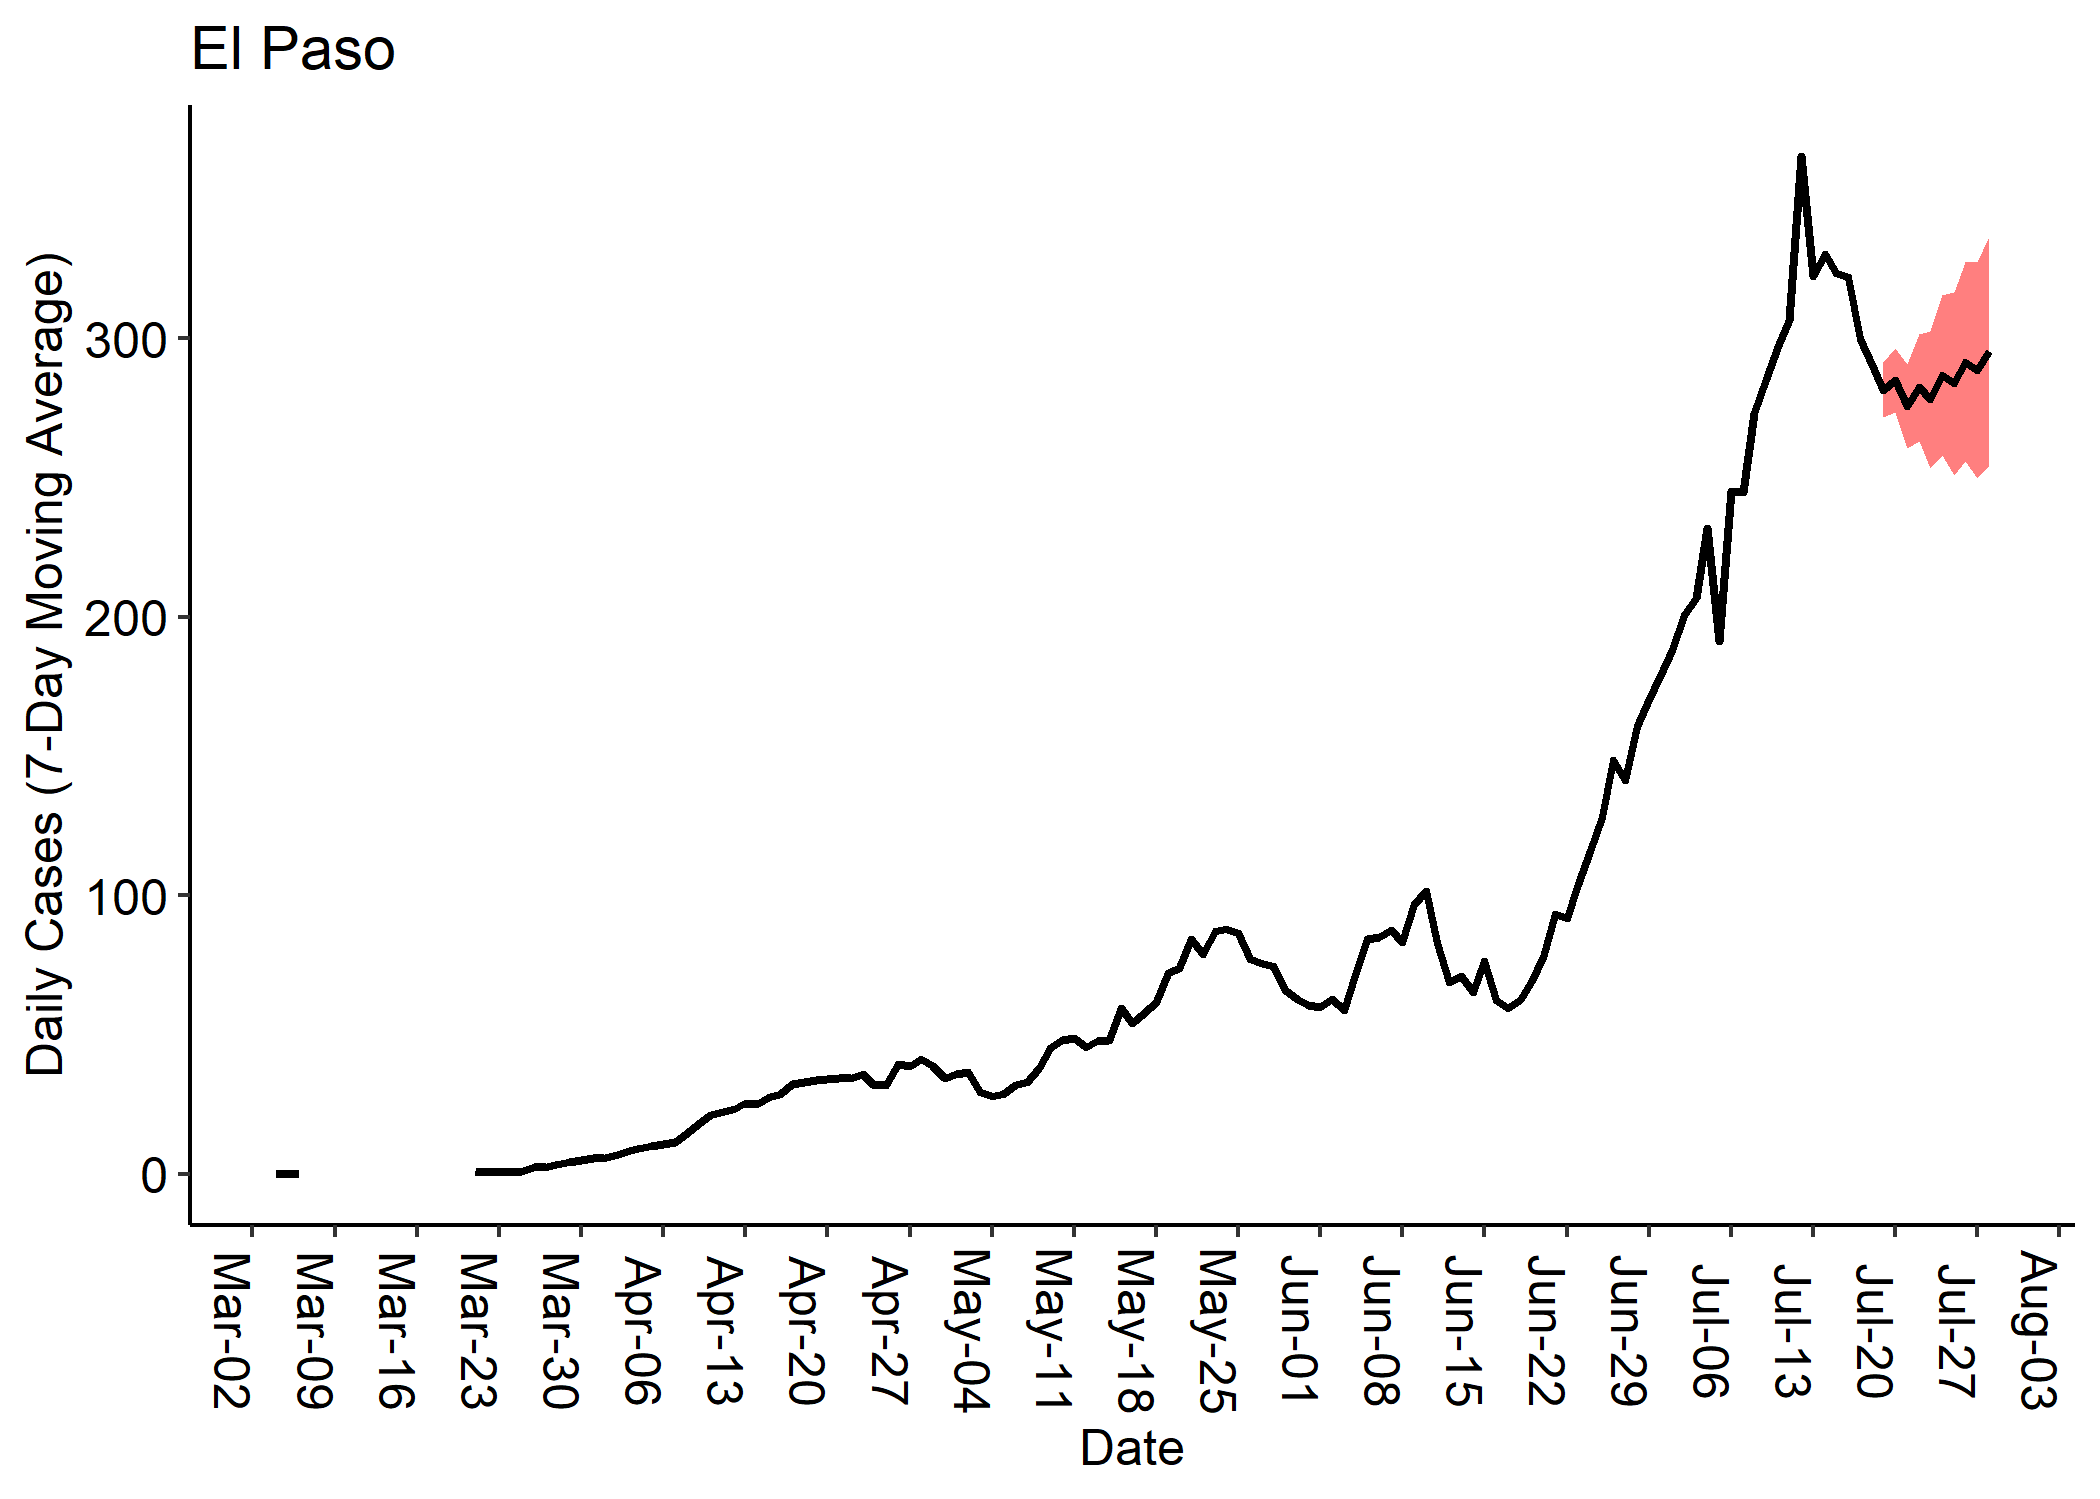 El Paso
Daily Cases (7-Day Moving Average)
300
200
100
0
Mar-02
Mar-09
Mar-16
Mar-23
Mar-30
Apr-06
Apr-13
Apr-20
Apr-27
May-04
May-11
May-18
May-25
Jun-01
Jun-08
Jun-15
Jun-22
Jun-29
Jul-06
Jul-13
Jul-20
Jul-27
Aug-03
Date